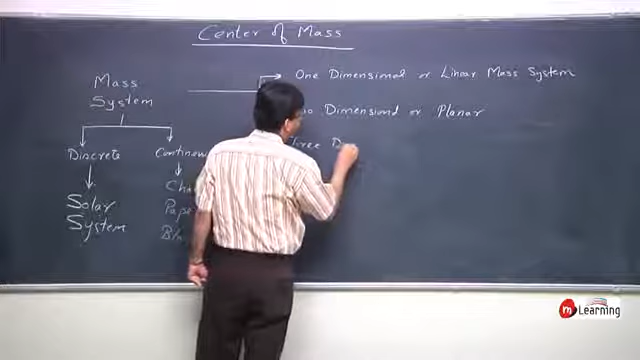 Center of Mass
Mass
System
Discrete
Solar
System
One Dimensional or Linear Mass System
Dimensional or Planar
m Learning